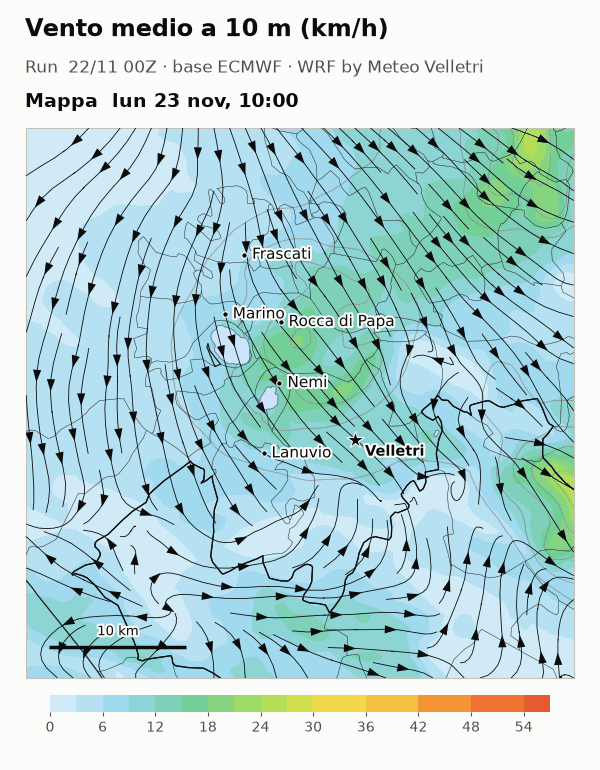 Vento medio a 10 m (km/h)
Run  22/11 00Z · base ECMWF · WRF by Meteo Velletri
Mappa  lun 23 nov, 10:00
Frascati
Marino
Rocca di Papa
Nemi
Velletri
Lanuvio
10 km
0 6 12 18 24 30 36 42 48 54